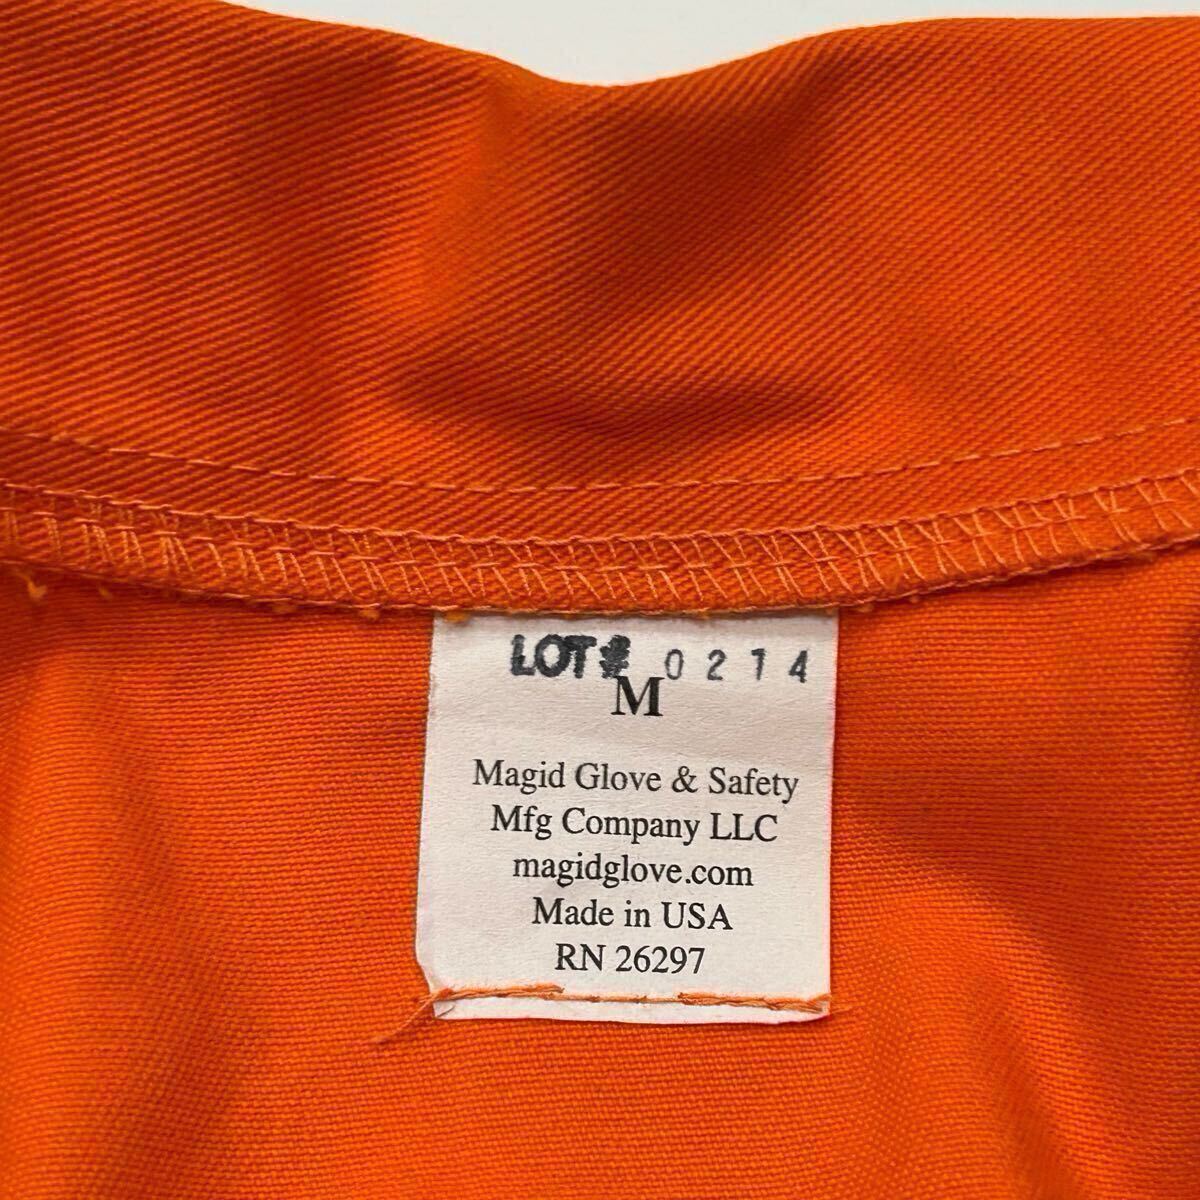 LOT# 0214
M
Magid Glove & Safety
Mfg Company LLC
magidglove.com
Made in USA
RN 26297